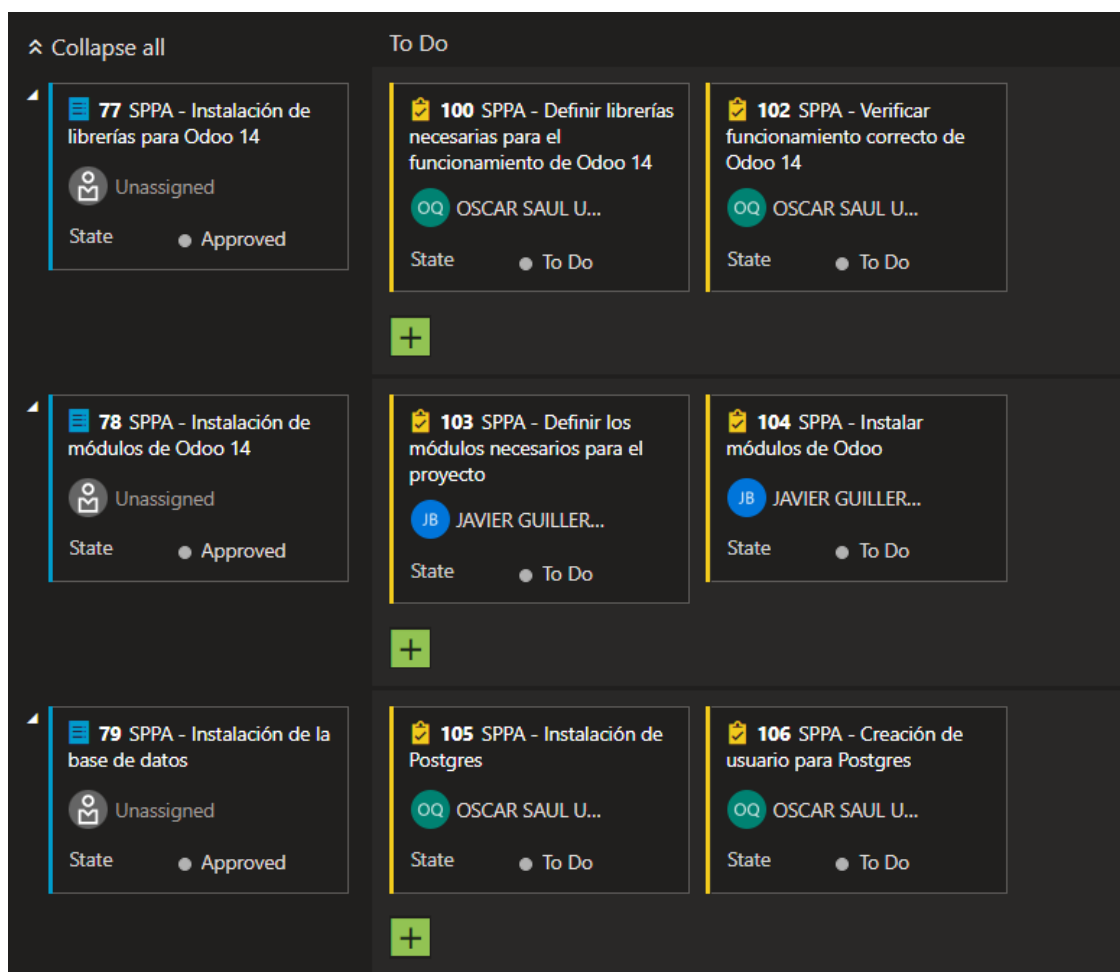 Collapse all
To Do
77 SPPA - Instalación de
librerías para Odoo 14
Unassigned
State Approved
100 SPPA - Definir librerías
necesarias para el
funcionamiento de Odoo 14
OQ OSCAR SAUL U...
State To Do
102 SPPA - Verificar
funcionamiento correcto de
Odoo 14
OQ OSCAR SAUL U...
State To Do
+
78 SPPA - Instalación de
módulos de Odoo 14
Unassigned
State Approved
103 SPPA - Definir los
módulos necesarios para el
proyecto
JB JAVIER GUILLER...
State To Do
104 SPPA - Instalar
módulos de Odoo
JB JAVIER GUILLER...
State To Do
+
79 SPPA - Instalación de la
base de datos
Unassigned
State Approved
105 SPPA - Instalación de
Postgres
OQ OSCAR SAUL U...
State To Do
106 SPPA - Creación de
usuario para Postgres
OQ OSCAR SAUL U...
State To Do
+